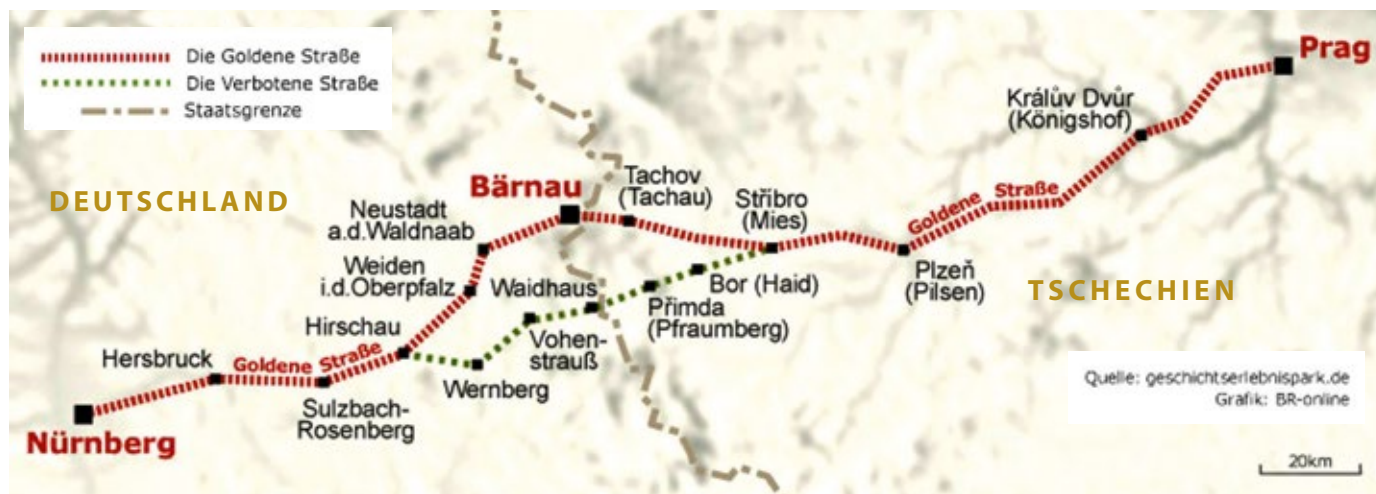 Die Goldene Straße
Die Verbotene Straße
Staatsgrenze
Prag
Králův Dvůr
(Königshof)
DEUTSCHLAND
Bärnau
Tachov
(Tachau)
Stříbro
(Mies)
Goldene Straße
Neustadt
a.d.Waldnaab
Weiden
i.d.Oberpfalz
Waidhaus
Bor (Haid)
Plzeň
(Pilsen)
TSCHECHIEN
Přimda
(Pfraumberg)
Hirschau
Vohen-
strauß
Hersbruck
Goldene Straße
Wernberg
Sulzbach-
Rosenberg
Nürnberg
Quelle: geschichtserlebnispark.de
Grafik: BR-online
20km